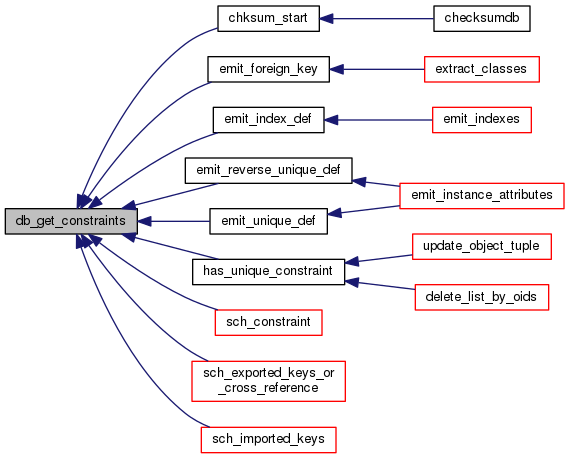 chksum_start
checksumdb
emit_foreign_key
extract_classes
emit_index_def
emit_indexes
emit_reverse_unique_def
emit_instance_attributes
db_get_constraints
emit_unique_def
update_object_tuple
has_unique_constraint
delete_list_by_oids
sch_constraint
sch_exported_keys_or
_cross_reference
sch_imported_keys